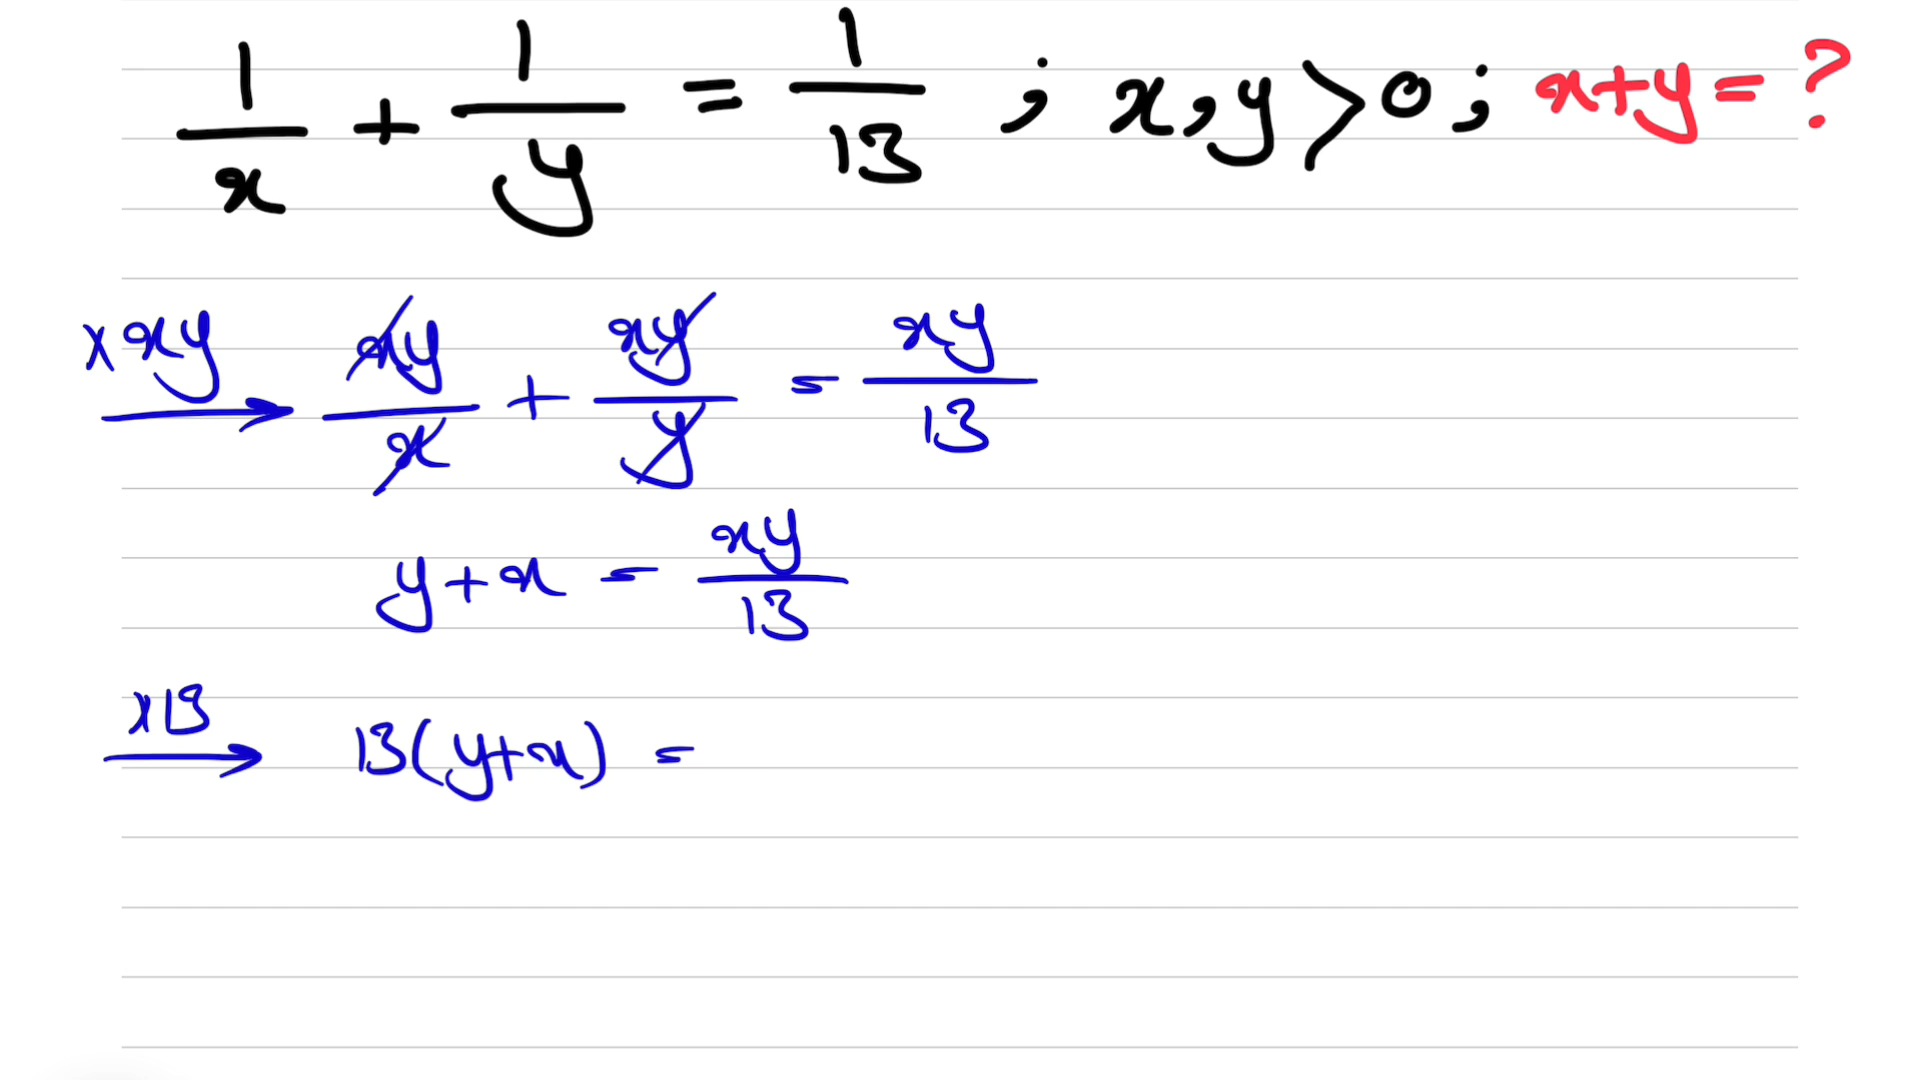 1/x + 1/y = 1/13 ; x,y>0; x+y=?
×xy → xy/x + xy/y = xy/13
y+x = xy/13
×13 → 13(y+x) =